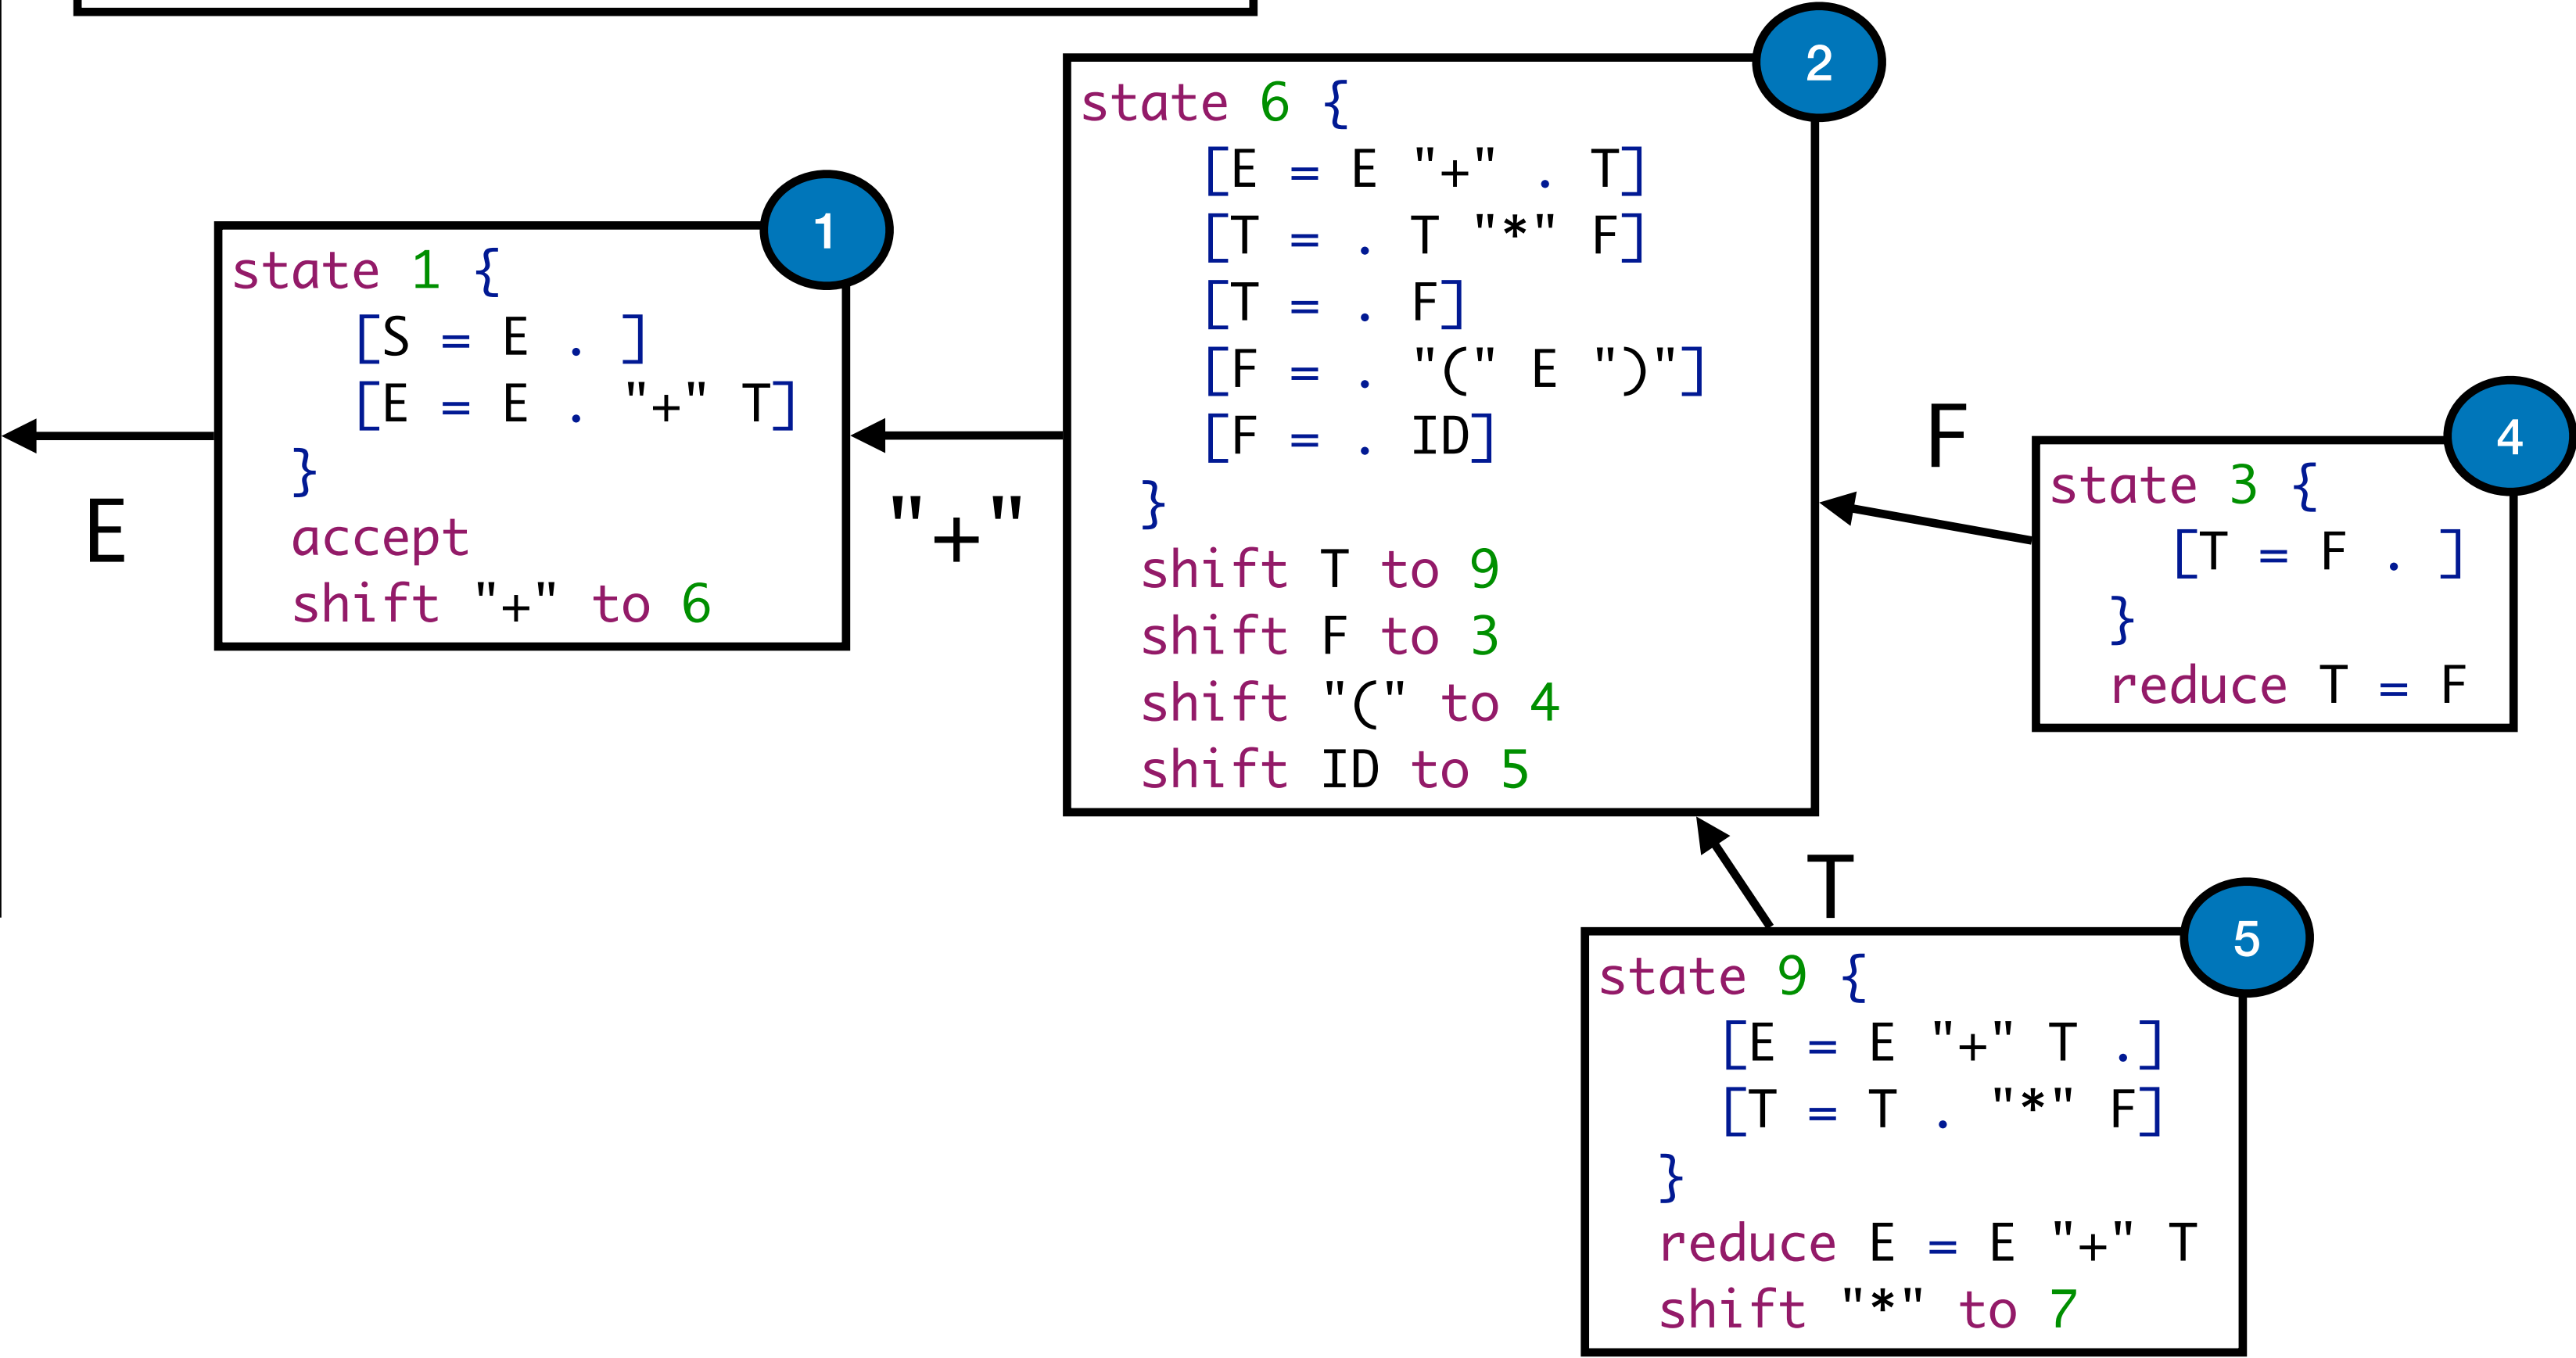 2
state 6 {
[E = E "+" . T]
[T = . T "*" F]
[T = . F]
[F = . "(" E ")"]
[F = . ID]
}
shift T to 9
shift F to 3
shift "(" to 4
shift ID to 5
1
state 1 {
[S = E . ]
[E = E . "+" T]
}
accept
shift "+" to 6
E
"+"
F
4
state 3 {
[T = F . ]
}
reduce T = F
T
5
state 9 {
[E = E "+" T .]
[T = T . "*" F]
}
reduce E = E "+" T
shift "*" to 7